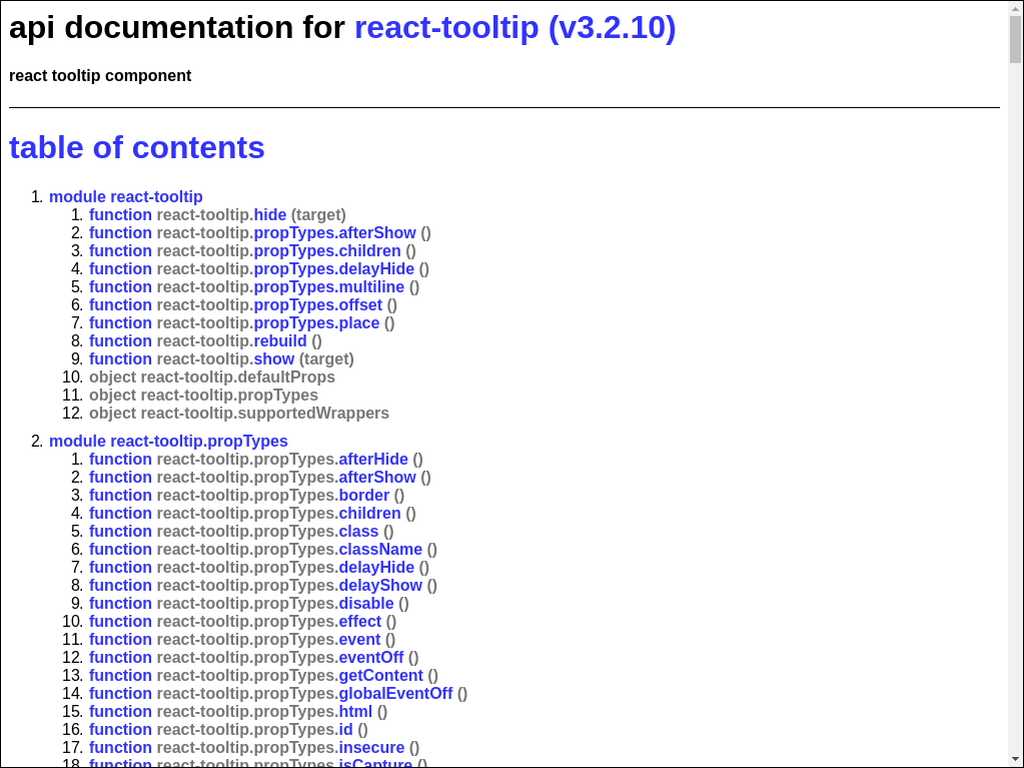 api documentation for react-tooltip (v3.2.10)
react tooltip component
table of contents
1. module react-tooltip
1. function react-tooltip.hide (target)
2. function react-tooltip.propTypes.afterShow ()
3. function react-tooltip.propTypes.children ()
4. function react-tooltip.propTypes.delayHide ()
5. function react-tooltip.propTypes.multiline ()
6. function react-tooltip.propTypes.offset ()
7. function react-tooltip.propTypes.place ()
8. function react-tooltip.rebuild ()
9. function react-tooltip.show (target)
10. object react-tooltip.defaultProps
11. object react-tooltip.propTypes
12. object react-tooltip.supportedWrappers
2. module react-tooltip.propTypes
1. function react-tooltip.propTypes.afterHide ()
2. function react-tooltip.propTypes.afterShow ()
3. function react-tooltip.propTypes.border ()
4. function react-tooltip.propTypes.children ()
5. function react-tooltip.propTypes.class ()
6. function react-tooltip.propTypes.className ()
7. function react-tooltip.propTypes.delayHide ()
8. function react-tooltip.propTypes.delayShow ()
9. function react-tooltip.propTypes.disable ()
10. function react-tooltip.propTypes.effect ()
11. function react-tooltip.propTypes.event ()
12. function react-tooltip.propTypes.eventOff ()
13. function react-tooltip.propTypes.getContent ()
14. function react-tooltip.propTypes.globalEventOff ()
15. function react-tooltip.propTypes.html ()
16. function react-tooltip.propTypes.id ()
17. function react-tooltip.propTypes.insecure ()
18. function react-tooltip.propTypes.isCapture ()